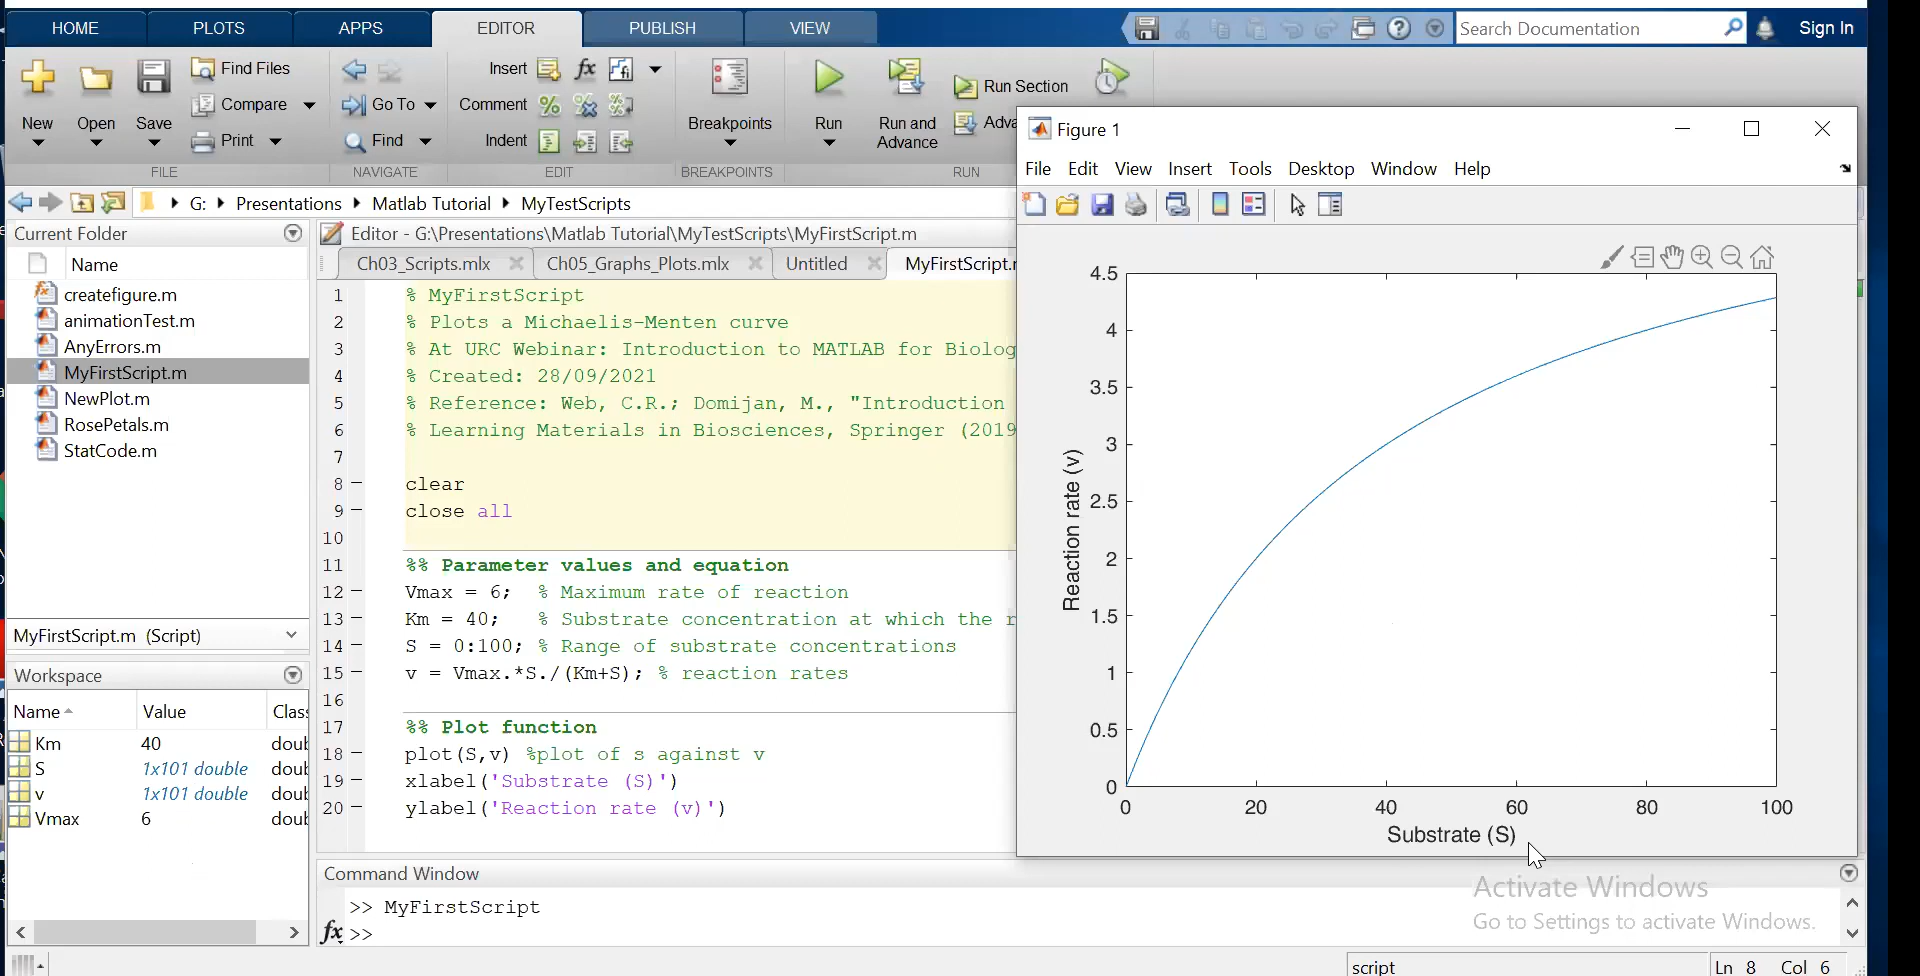 HOME PLOTS APPS EDITOR PUBLISH VIEW Search Documentation Sign In
New Open Save
Find Files
Compare
Print
FILE
Go To
Find
NAVIGATE
Insert fx
Comment
Indent
EDIT
Breakpoints
BREAKPOINTS
Run
Run and Advance
Run Section
RUN
G: Presentations Matlab Tutorial MyTestScripts
Current Folder
Name
createfigure.m
animationTest.m
AnyErrors.m
MyFirstScript.m
NewPlot.m
RosePetals.m
StatCode.m
MyFirstScript.m (Script)
Workspace
Name Value
Km 40
S 1x101 double
v 1x101 double
Vmax 6
Editor - G:\Presentations\Matlab Tutorial\MyTestScripts\MyFirstScript.m
Ch03_Scripts.mlx Ch05_Graphs_Plots.mlx Untitled
1 % MyFirstScript
2 % Plots a Michaelis-Menten curve
3 % At URC Webinar: Introduction to MATLAB for Biolog
4 % Created: 28/09/2021
5 % Reference: Web, C.R.; Domijan, M., "Introduction
6 % Learning Materials in Biosciences, Springer (2019
7
8 clear
9 close all
10
11 %% Parameter values and equation
12 Vmax = 6; % Maximum rate of reaction
13 Km = 40; % Substrate concentration at which the r
14 S = 0:100; % Range of substrate concentrations
15 v = Vmax.*S./(Km+S); % reaction rates
16
17 %% Plot function
18 plot(S,v) %plot of s against v
19 xlabel('Substrate (S)')
20 ylabel('Reaction rate (v)')
Figure 1
File Edit View Insert Tools Desktop Window Help
4.5
4
3.5
3
2.5
2
1.5
1
0.5
0
Reaction rate (v)
0 20 40 60 80 100
Substrate (S)
Command Window
>> MyFirstScript
fx >>
Activate Windows
Go to Settings to activate Windows.
script Ln 8 Col 6